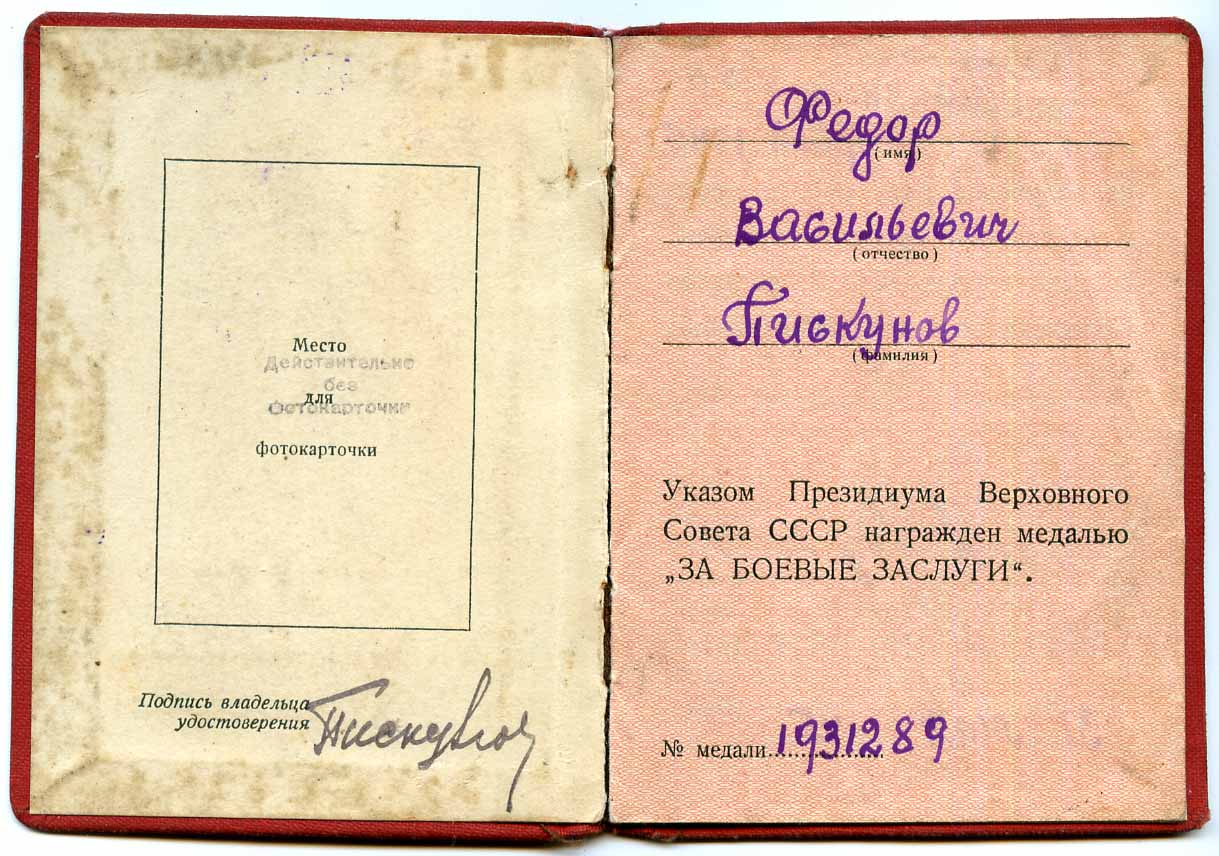 Место
Действительно
без
для
фотокарточки
фотокарточки
Подпись владельца
удостоверения
Пискунов
Федор
(имя)
Васильевич
(отчество)
Пискунов
(фамилия)
Указом Президиума Верховного
Совета СССР награжден медалью
„ЗА БОЕВЫЕ ЗАСЛУГИ“.
№ медали 1931289